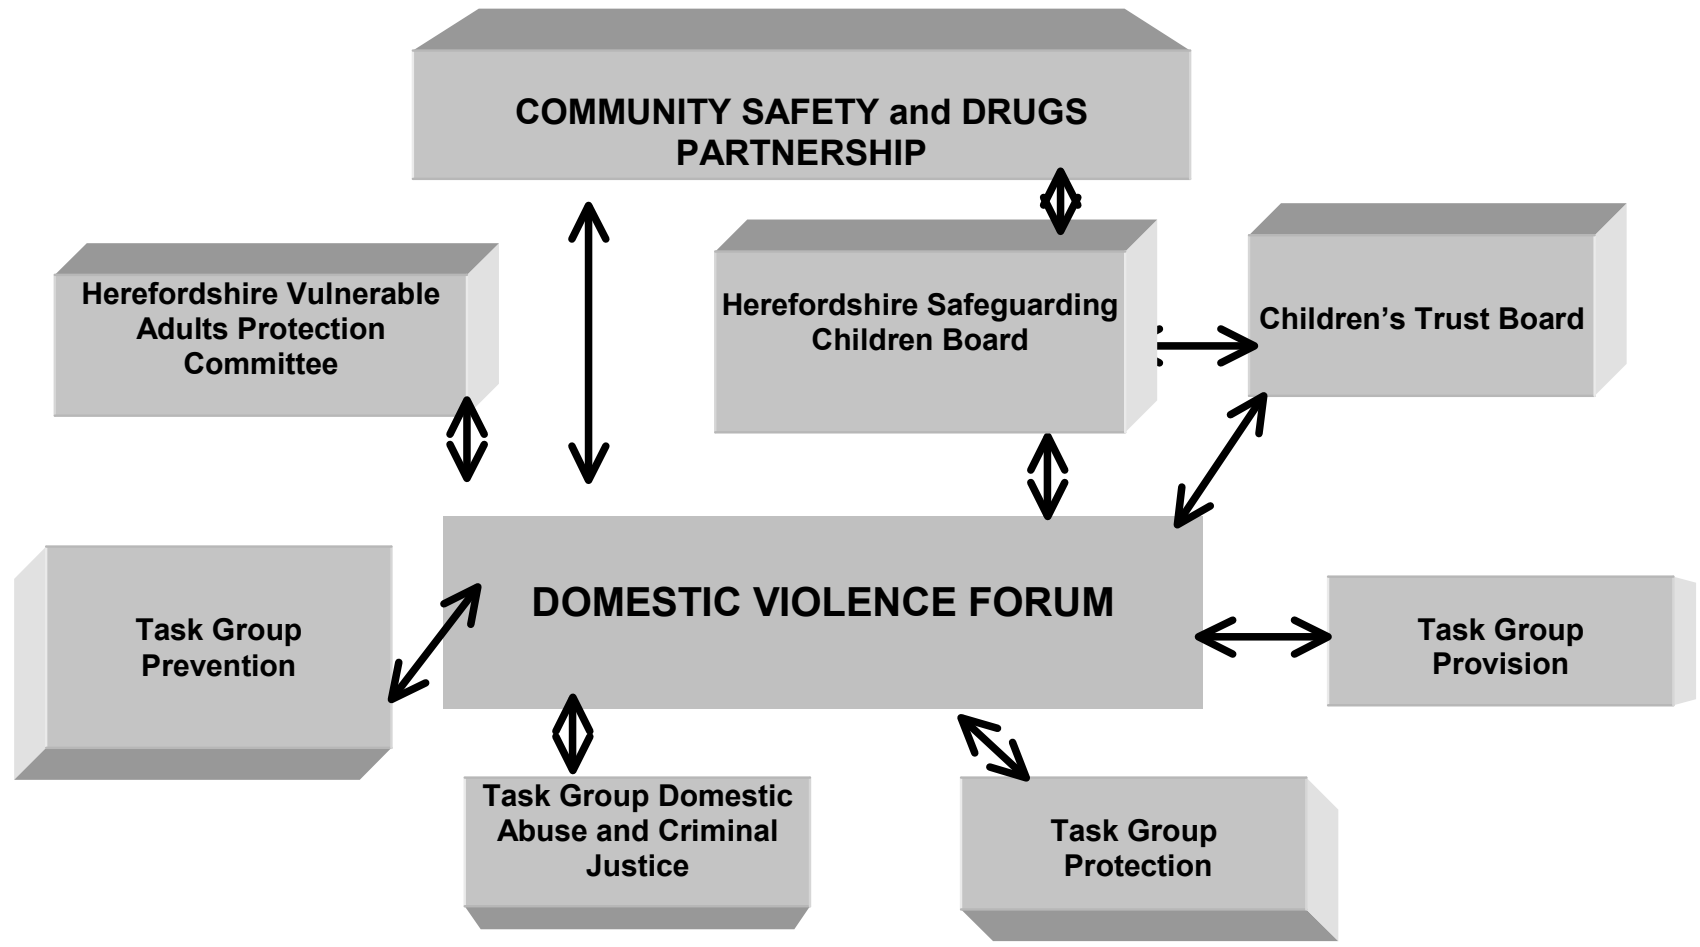 COMMUNITY SAFETY and DRUGS
PARTNERSHIP
Herefordshire Vulnerable
Adults Protection
Committee
Herefordshire Safeguarding
Children Board
Children’s Trust Board
DOMESTIC VIOLENCE FORUM
Task Group
Prevention
Task Group
Provision
Task Group Domestic
Abuse and Criminal
Justice
Task Group
Protection